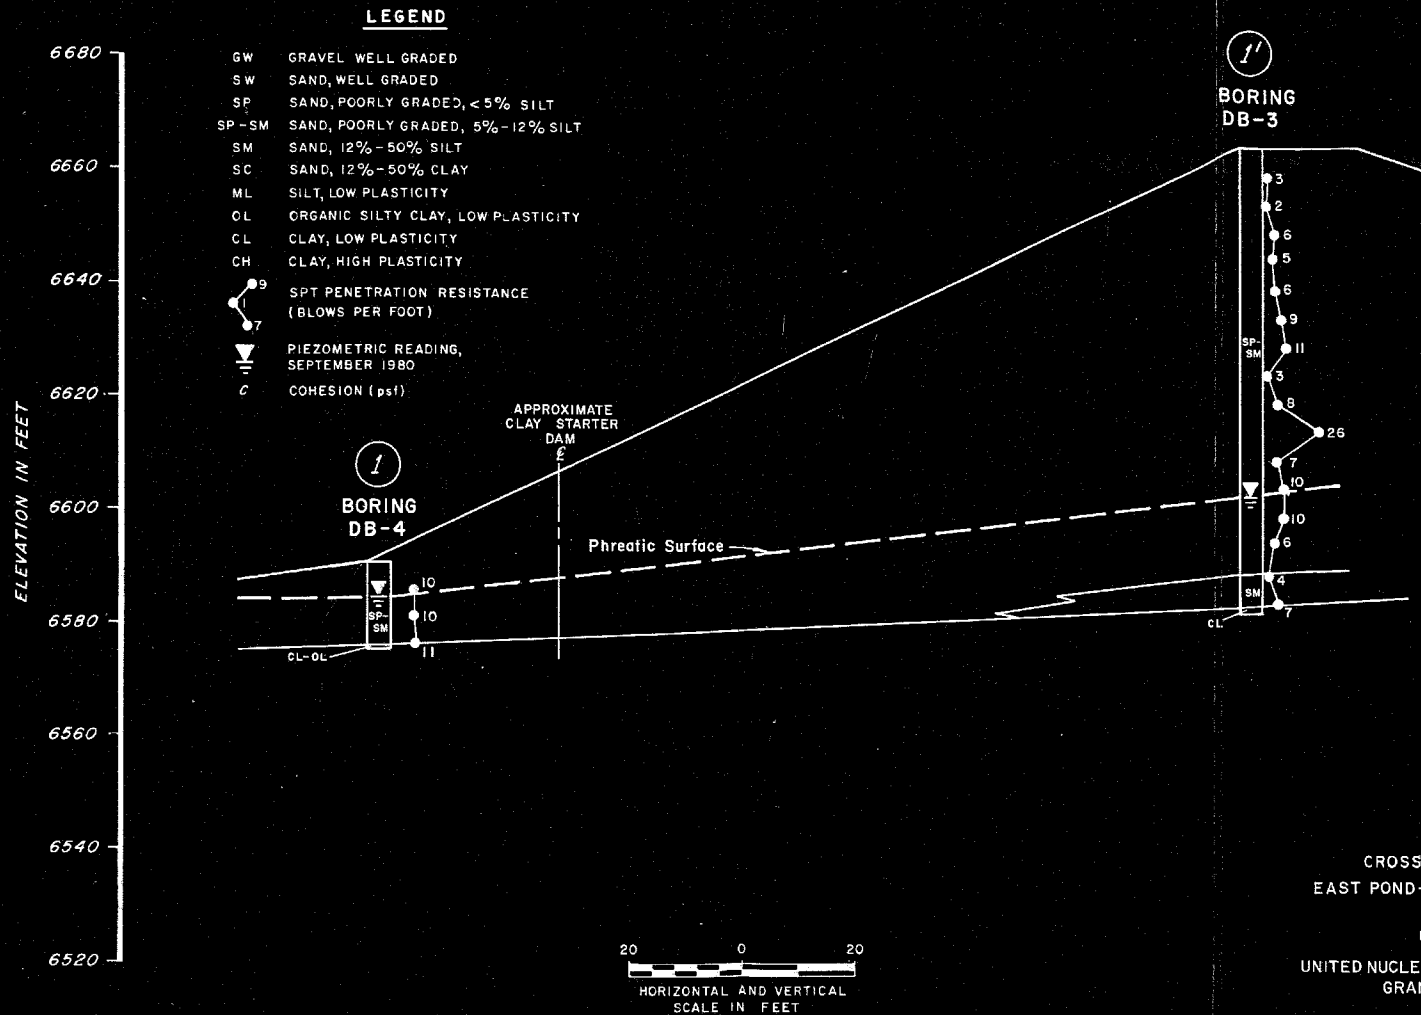 LEGEND
GW GRAVEL WELL GRADED
SW SAND, WELL GRADED
SP SAND, POORLY GRADED, <5% SILT
SP-SM SAND, POORLY GRADED, 5%-12% SILT
SM SAND, 12%-50% SILT
SC SAND, 12%-50% CLAY
ML SILT, LOW PLASTICITY
OL ORGANIC SILTY CLAY, LOW PLASTICITY
CL CLAY, LOW PLASTICITY
CH CLAY, HIGH PLASTICITY
9
1
7
SPT PENETRATION RESISTANCE
(BLOWS PER FOOT)
PIEZOMETRIC READING,
SEPTEMBER 1980
C COHESION (psf)
ELEVATION IN FEET
6680
6660
6640
6620
6600
6580
6560
6540
6520
1
BORING
DB-4
SP-
SM
CL-OL
10
10
11
APPROXIMATE
CLAY STARTER
DAM
℄
Phreatic Surface
1'
BORING
DB-3
3
2
6
5
6
9
11
3
8
26
7
10
10
6
4
7
SP-
SM
SM
CL
20 0 20
HORIZONTAL AND VERTICAL
SCALE IN FEET
CROSS
EAST POND-
UNITED NUCLE
GRAN